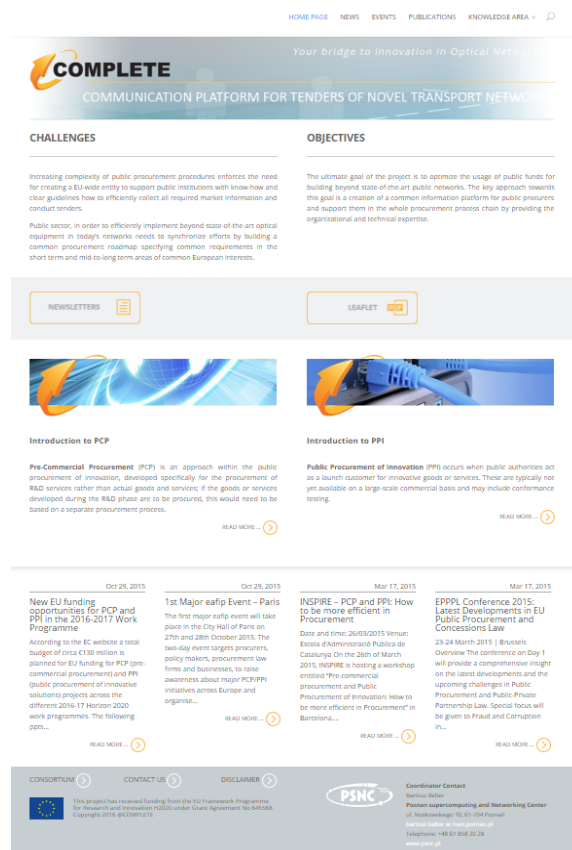 HOME PAGE NEWS EVENTS PUBLICATIONS KNOWLEDGE AREA
Your bridge to Innovation in Optical
COMPLETE
COMMUNICATION PLATFORM FOR TENDERS OF NOVEL TRANSPORT
CHALLENGES
Increasing complexity of public procurement procedures enforces the need
for creating a EU-wide entity to support public institutions with know-how and
clear guidelines how to efficiently collect all required market information and
conduct tenders.
Public sector, in order to efficiently implement beyond state-of-the-art optical
equipment in today's networks needs to synchronize efforts by building a
common procurement roadmap specifying common requirements in the
short term and mid-to-long term areas of common European interests.
OBJECTIVES
The ultimate goal of the project is to optimize the usage of public funds for
building beyond state-of-the-art public networks. The key approach towards
this goal is a creation of a common information platform for public procurers
and support them in the whole procurement process chain by providing the
organizational and technical expertise.
NEWSLETTERS
LEAFLET PDF
Introduction to PCP
Pre-Commercial Procurement (PCP) is an approach within the public
procurement of innovation, developed specifically for the procurement of
R&D services rather than actual goods and services; if the goods or services
developed during the R&D phase are to be procured, this would need to be
based on a separate procurement process.
READ MORE...
Introduction to PPI
Public Procurement of Innovation (PPI) occurs when public authorities act
as a launch customer for innovative goods or services. These are typically not
yet available on a large-scale commercial basis and may include conformance
testing.
READ MORE...
Oct 29, 2015
New EU funding
opportunities for PCP and
PPI in the 2016-2017 Work
Programme
According to the EC website a total
budget of circa €130 million is
planned for EU funding for PCP (pre-
commercial procurement) and PPI
(public procurement of innovative
solutions) projects across the
different 2016-17 Horizon 2020
work programmes. The following
ppts...
READ MORE...
Oct 29, 2015
1st Major eafip Event – Paris
The first major eafip event will take
place in the City Hall of Paris on
27th and 28th October 2015. The
two-day event targets procurers,
policy makers, procurement law
firms and businesses, to raise
awareness about major PCP/PPI
initiatives across Europe and
organise...
READ MORE...
Mar 17, 2015
INSPIRE – PCP and PPI: How
to be more efficient in
Procurement
Date and time: 26/03/2015 Venue:
Escola d'Administració Pública de
Catalunya On the 26th of March
2015, INSPIRE is hosting a workshop
entitled "Pre-commercial
procurement and Public
Procurement of Innovation: How to
be more efficient in Procurement" in
Barcelona....
READ MORE...
Mar 17, 2015
EPPPL Conference 2015:
Latest Developments in EU
Public Procurement and
Concessions Law
23-24 March 2015 | Brussels
Overview The conference on Day 1
will provide a comprehensive insight
on the latest developments and the
upcoming challenges in Public
Procurement and Public-Private
Partnership Law. Special focus will
be given to Fraud and Corruption
in...
READ MORE...
CONSORTIUM CONTACT US DISCLAIMER
This project has received funding from the EU Framework Programme
for Research and Innovation H2020 under Grant Agreement No 645568.
Copyright 2016 @COMPLETE
PSNC
Coordinator Contact
Bartosz Belter
Poznan supercomputing and Networking Center
ul. Noskowskiego 10, 61-704 Poznań
bartosz.belter at man.poznan.pl
Telephone: +48 61 858 20 28
www.psnc.pl